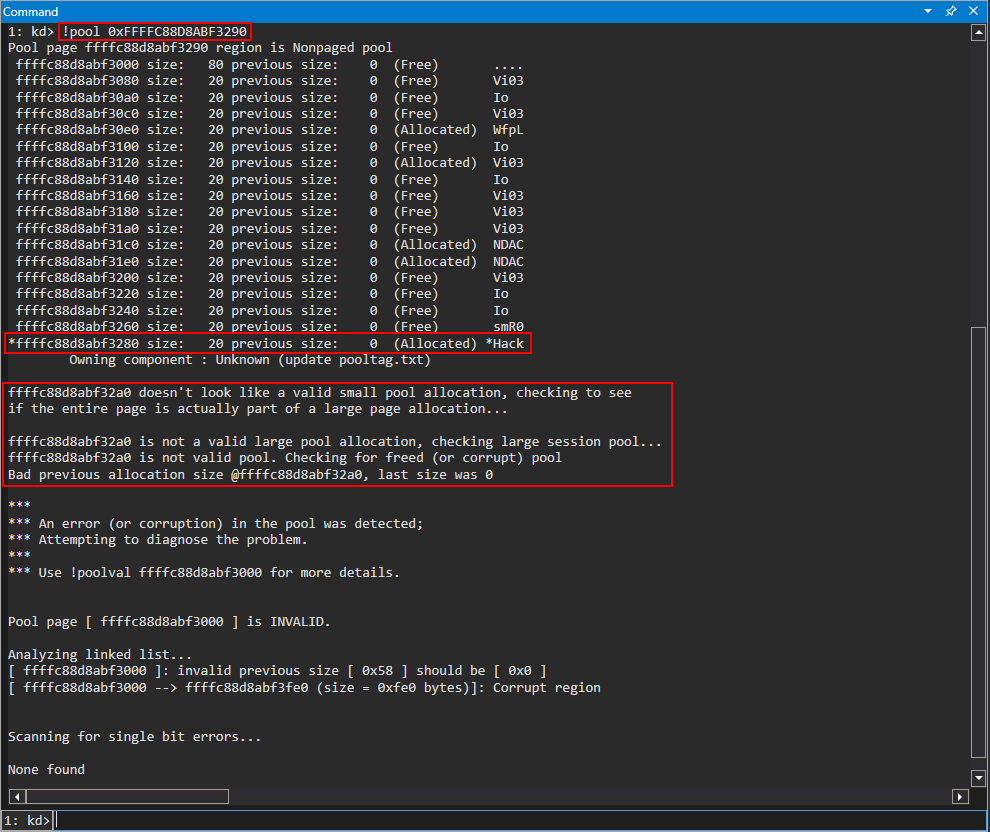 Command
1: kd> !pool 0xFFFFC88D8ABF3290
Pool page ffffc88d8abf3290 region is Nonpaged pool
ffffc88d8abf3000 size:   80 previous size:    0  (Free)       ....
ffffc88d8abf3080 size:   20 previous size:    0  (Free)       Vi03
ffffc88d8abf30a0 size:   20 previous size:    0  (Free)       Io
ffffc88d8abf30c0 size:   20 previous size:    0  (Free)       Vi03
ffffc88d8abf30e0 size:   20 previous size:    0  (Allocated)  WfpL
ffffc88d8abf3100 size:   20 previous size:    0  (Free)       Io
ffffc88d8abf3120 size:   20 previous size:    0  (Allocated)  Vi03
ffffc88d8abf3140 size:   20 previous size:    0  (Free)       Io
ffffc88d8abf3160 size:   20 previous size:    0  (Free)       Vi03
ffffc88d8abf3180 size:   20 previous size:    0  (Free)       Vi03
ffffc88d8abf31a0 size:   20 previous size:    0  (Free)       Vi03
ffffc88d8abf31c0 size:   20 previous size:    0  (Allocated)  NDAC
ffffc88d8abf31e0 size:   20 previous size:    0  (Allocated)  NDAC
ffffc88d8abf3200 size:   20 previous size:    0  (Free)       Vi03
ffffc88d8abf3220 size:   20 previous size:    0  (Free)       Io
ffffc88d8abf3240 size:   20 previous size:    0  (Free)       Io
ffffc88d8abf3260 size:   20 previous size:    0  (Free)       smR0
*ffffc88d8abf3280 size:   20 previous size:    0  (Allocated) *Hack
Owning component : Unknown (update pooltag.txt)
ffffc88d8abf32a0 doesn't look like a valid small pool allocation, checking to see
if the entire page is actually part of a large page allocation...
ffffc88d8abf32a0 is not a valid large pool allocation, checking large session pool...
ffffc88d8abf32a0 is not valid pool. Checking for freed (or corrupt) pool
Bad previous allocation size @ffffc88d8abf32a0, last size was 0
***
*** An error (or corruption) in the pool was detected;
*** Attempting to diagnose the problem.
***
*** Use !poolval ffffc88d8abf3000 for more details.
Pool page [ ffffc88d8abf3000 ] is INVALID.
Analyzing linked list...
[ ffffc88d8abf3000 ]: invalid previous size [ 0x58 ] should be [ 0x0 ]
[ ffffc88d8abf3000 --> ffffc88d8abf3fe0 (size = 0xfe0 bytes)]: Corrupt region
Scanning for single bit errors...
None found
1: kd>